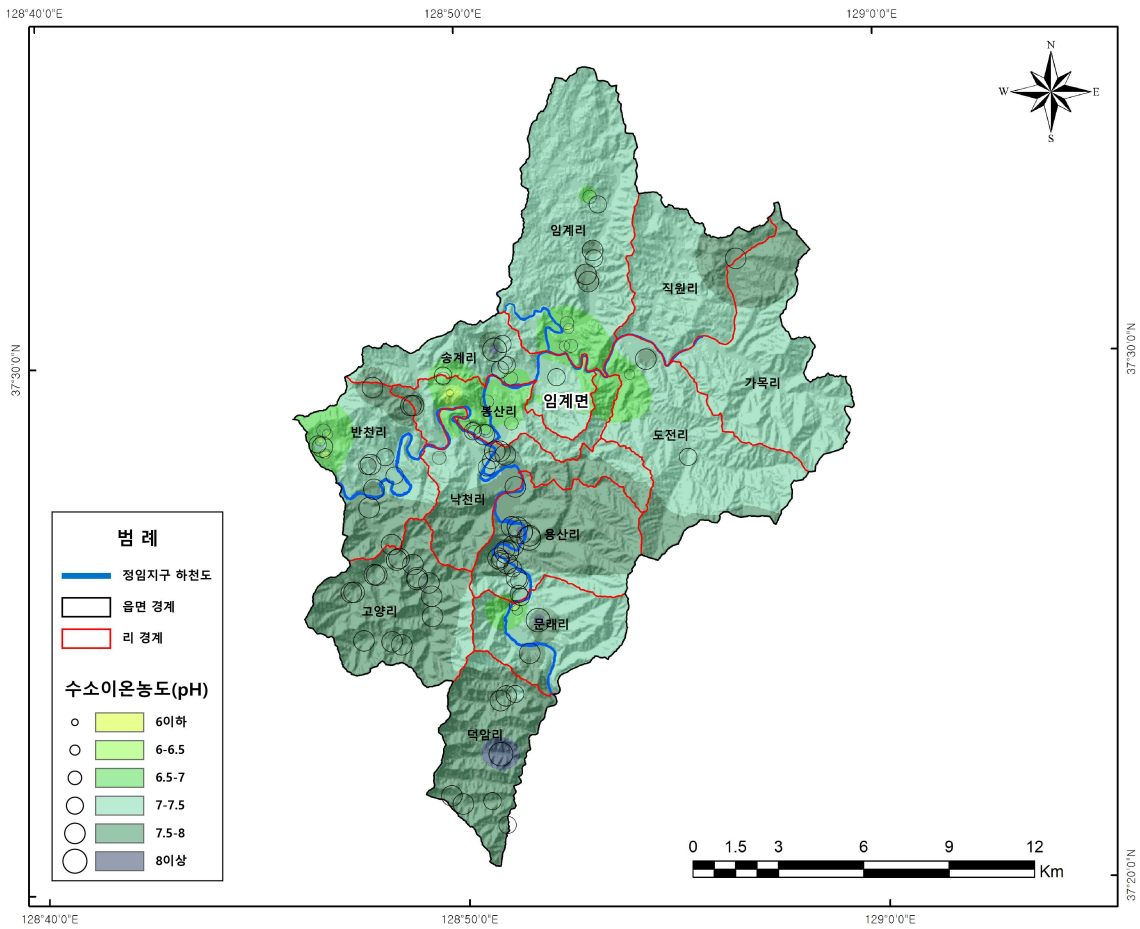 128°40'0"E 128°50'0"E 129°0'0"E
N
W E
S
37°30'0"N 37°30'0"N
임계리
직원리
송계리
가목리
임계면
봉산리
반천리
도전리
낙천리
용산리
고양리
문래리
덕암리
범 례
정임지구 하천도
읍면 경계
리 경계
수소이온농도(pH)
6이하
6-6.5
6.5-7
7-7.5
7.5-8
8이상
0 1.5 3 6 9 12
Km
37°20'0"N
128°40'0"E 128°50'0"E 129°0'0"E